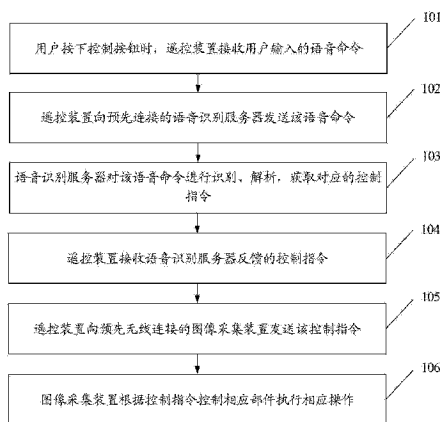 101
用户按下控制按钮时，遥控装置接收用户输入的语音命令
102
遥控装置向预先连接的语音识别服务器发送该语音命令
103
语音识别服务器对该语音命令进行识别、解析，获取对应的控制
指令
104
遥控装置接收语音识别服务器反馈的控制指令
105
遥控装置向预先无线连接的图像采集装置发送该控制指令
106
图像采集装置根据控制指令控制相应部件执行相应操作